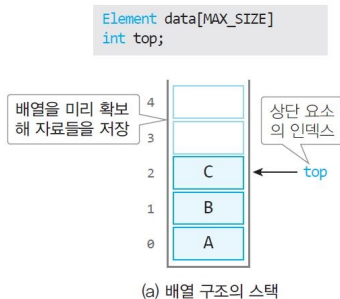 Element data[MAX_SIZE]
int top;
배열을 미리 확보
해 자료들을 저장
4
3
2
1
0
C
B
A
상단 요소
의 인덱스
top
(a) 배열 구조의 스택